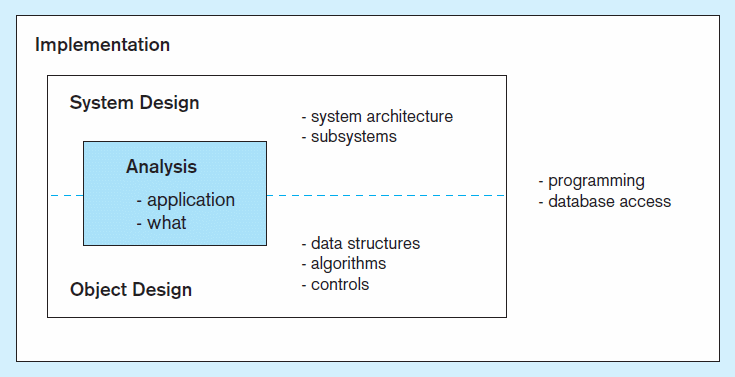 Implementation
System Design
- system architecture
- subsystems
Analysis
- application
- what
- programming
- database access
- data structures
- algorithms
- controls
Object Design